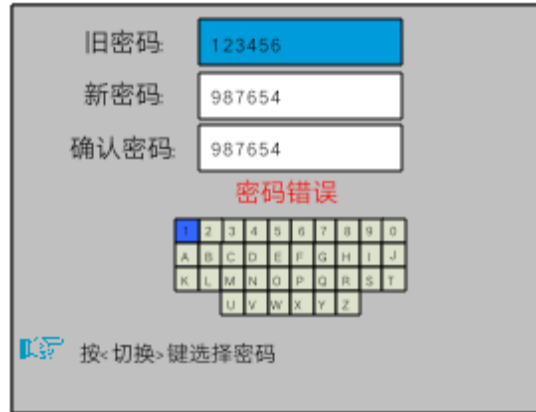 旧密码: 123456
新密码: 987654
确认密码: 987654
密码错误
1 2 3 4 5 6 7 8 9 0
A B C D E F G H I J
K L M N O P Q R S T
U V W X Y Z
按<切换>键选择密码